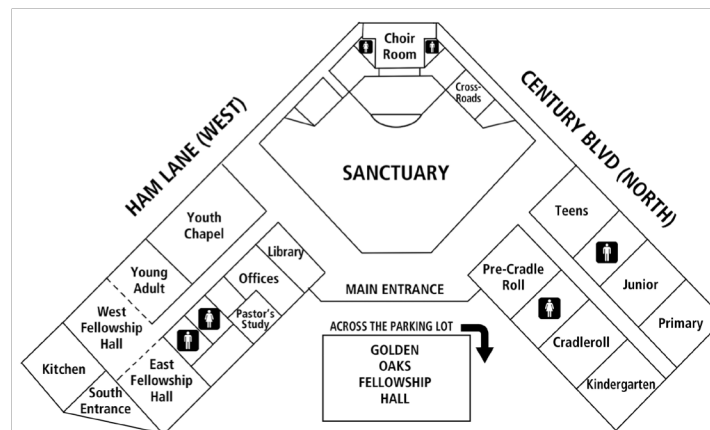 Choir
Room
Cross-
Roads
HAM LANE (WEST)
CENTURY BLVD (NORTH)
SANCTUARY
Youth
Chapel
Teens
Library
Young
Adult
Offices
Pre-Cradle
Roll
Junior
MAIN ENTRANCE
West
Fellowship
Hall
Pastor's
Study
Primary
ACROSS THE PARKING LOT
Cradleroll
GOLDEN
OAKS
FELLOWSHIP
HALL
Kitchen
East
Fellowship
Hall
South
Entrance
Kindergarten